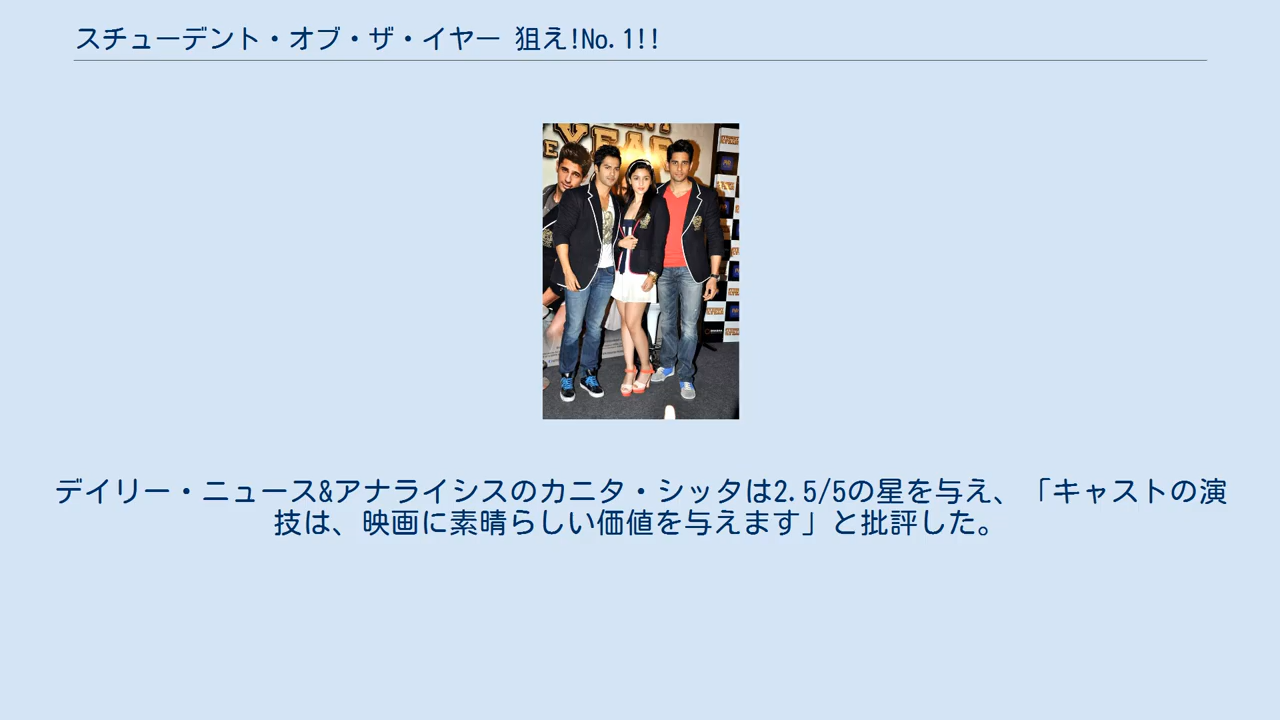 スチューデント・オブ・ザ・イヤー 狙え!No.1!!
YEAR
デイリー・ニュース&アナライシスのカニタ・シッタは2.5/5の星を与え、「キャストの演
技は、映画に素晴らしい価値を与えます」と批評した。